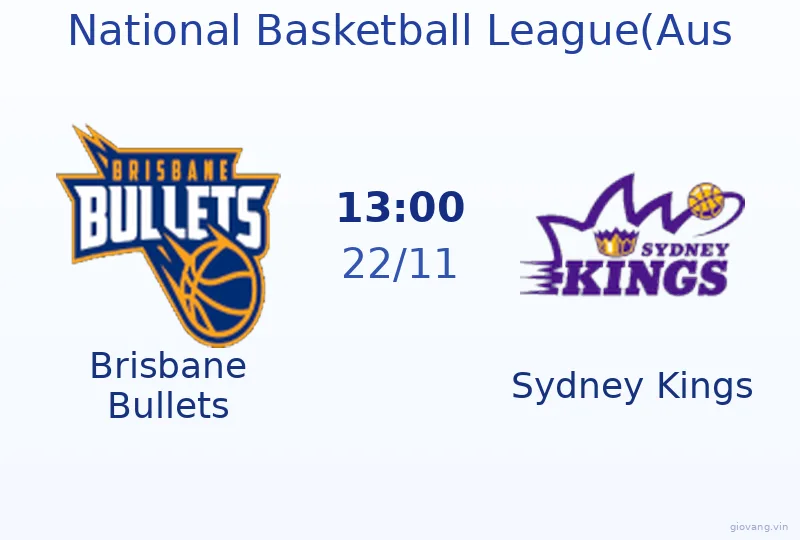 National Basketball League(Aus
BRISBANE
BULLETS
13:00
22/11
SYDNEY
KINGS
Brisbane
Bullets
Sydney Kings
giovang.vin